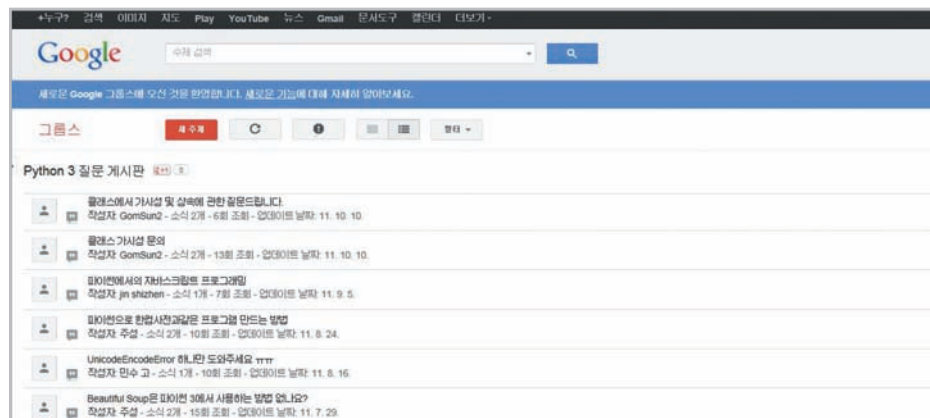 +누구? 검색 이미지 지도 Play YouTube 뉴스 Gmail 문서도구 캘린더 더보기
Google 주제 검색
새로운 Google 그룹스에 오신 것을 환영합니다. 새로운 기능에 대해 자세히 알아보세요.
그룹스 새 주제 필터
Python 3 질문 게시판
클래스에서 가시성 및 상속에 관한 질문드립니다.
작성자: GomSun2 - 소식 2개 - 6회 조회 - 업데이트 날짜: 11. 10. 10.
클래스 가시성 문의
작성자: GomSun2 - 소식 2개 - 13회 조회 - 업데이트 날짜: 11. 10. 10.
파이썬에서의 자바스크립트 프로그래밍
작성자: jin shizhen - 소식 1개 - 7회 조회 - 업데이트 날짜: 11. 9. 5.
파이썬으로 한컴사전과같은 프로그램 만드는 방법
작성자: 주성 - 소식 2개 - 10회 조회 - 업데이트 날짜: 11. 8. 24.
UnicodeEncodeError 하나만 도와주세요 ㅠㅠ
작성자: 민수 고 - 소식 1개 - 10회 조회 - 업데이트 날짜: 11. 8. 16.
Beautiful Soup은 파이썬 3에서 사용하는 방법 없나요?
작성자: 주성 - 소식 2개 - 15회 조회 - 업데이트 날짜: 11. 7. 29.